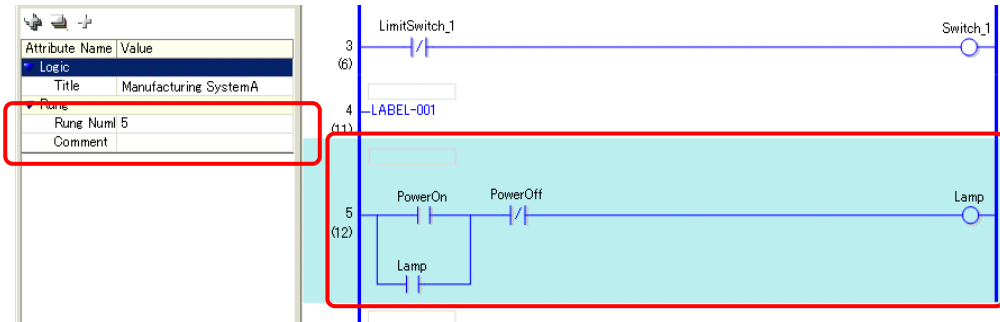 Attribute Name Value
Logic
Title Manufacturing SystemA
Rung
Rung Numl 5
Comment
LimitSwitch_1 Switch_1
3
(6)
4 LABEL-001
(11)
PowerOn PowerOff Lamp
5
(12)
Lamp